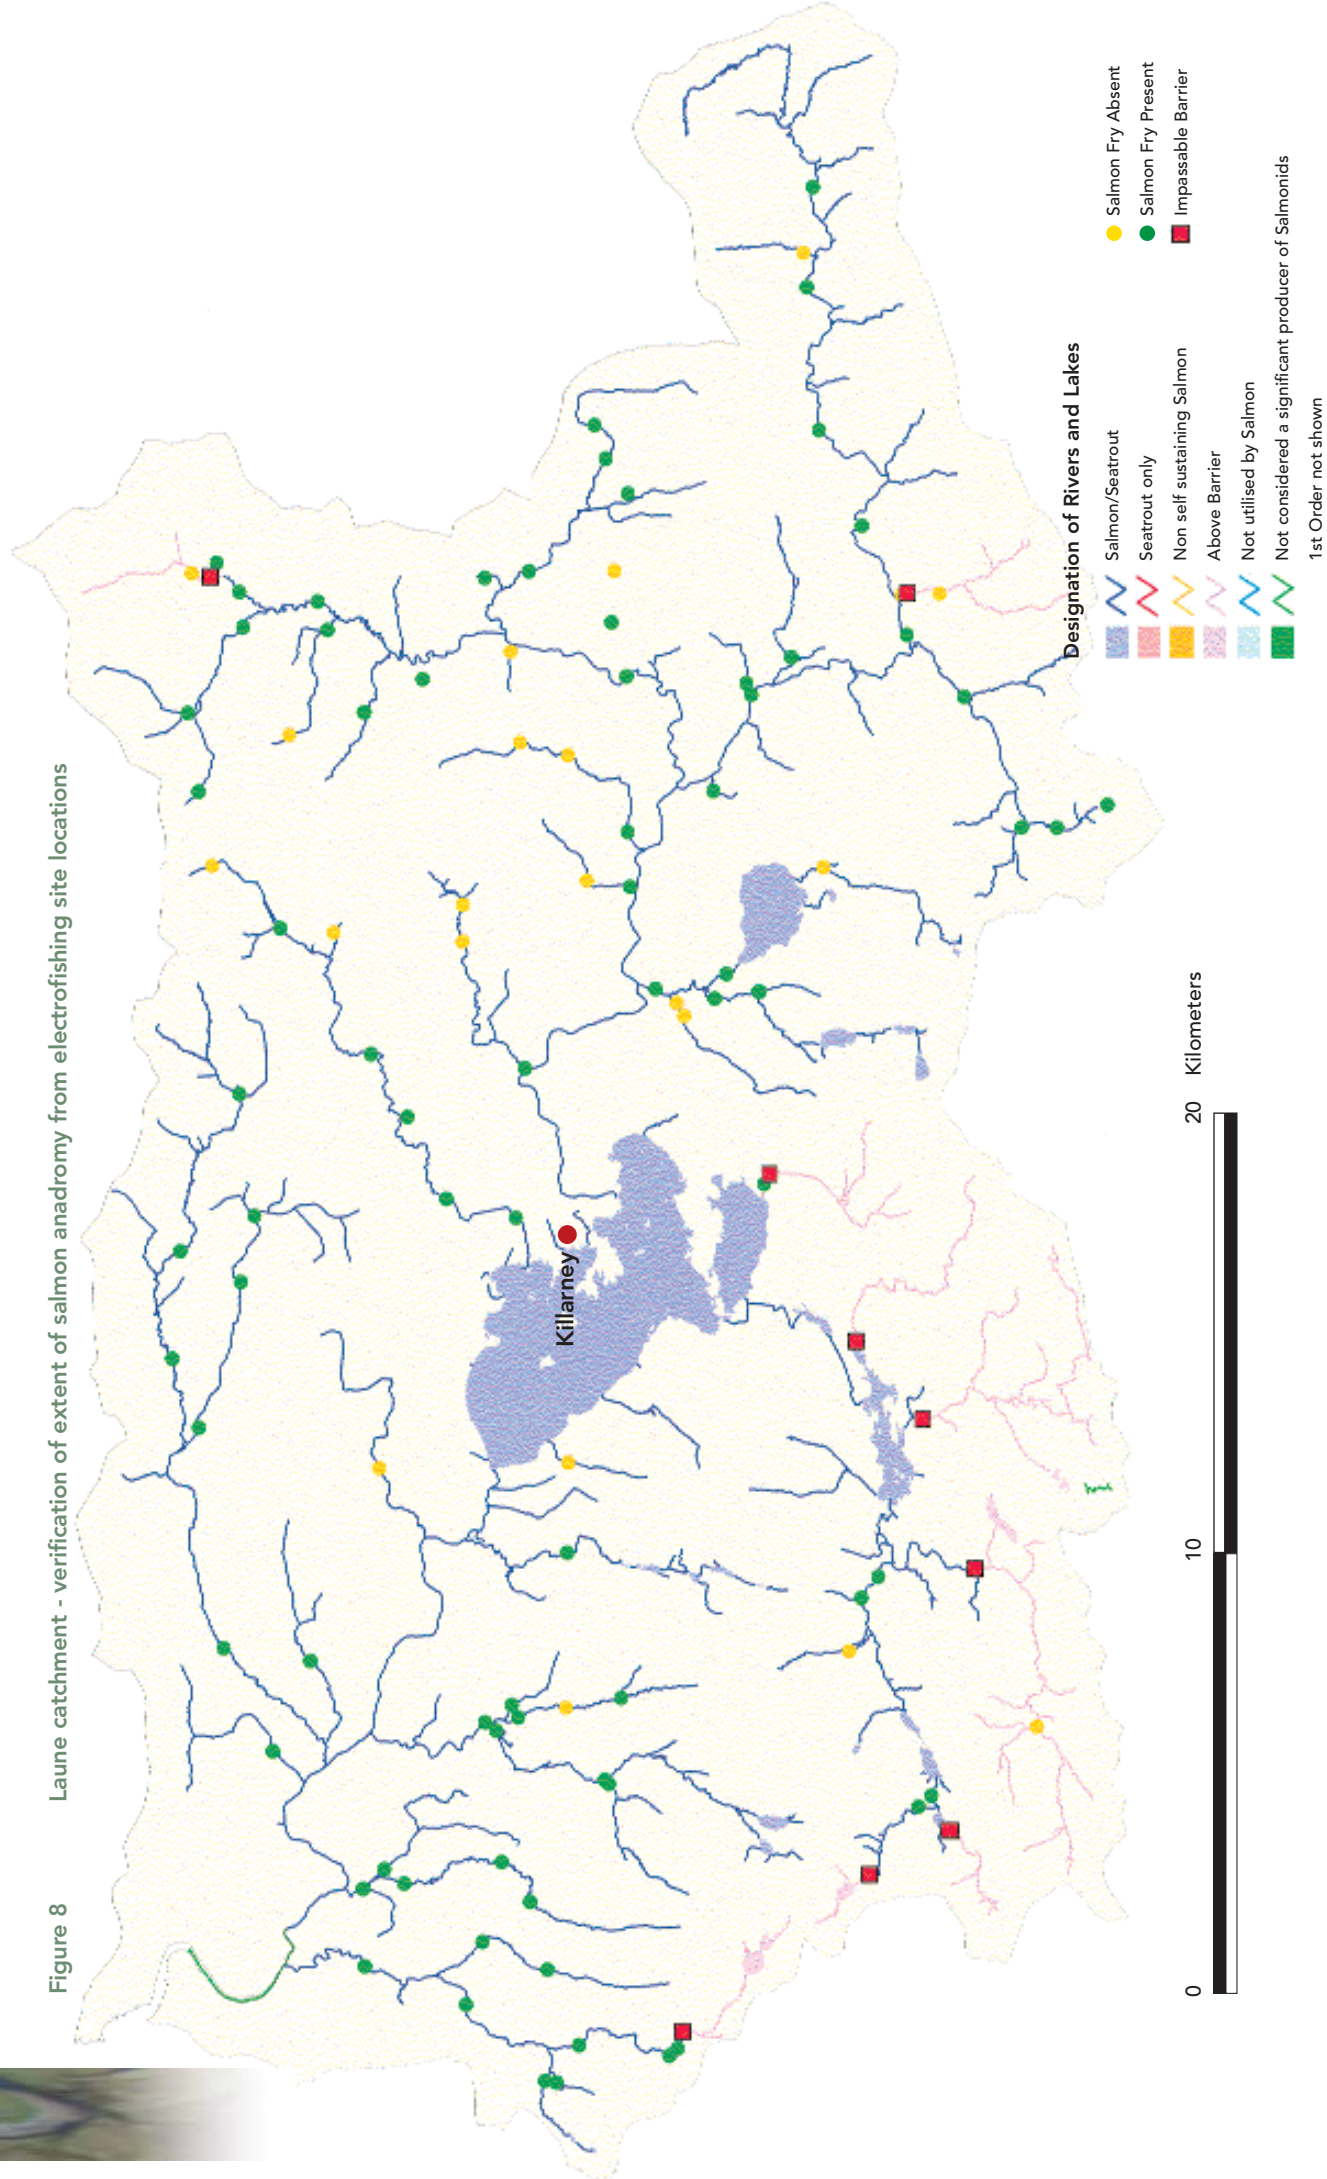 Figure 8 Laune catchment - verification of extent of salmon anadromy from electrofishing site locations
Killarney
Designation of Rivers and Lakes
Salmon/Seatrout
Seatrout only
Non self sustaining Salmon
Above Barrier
Not utilised by Salmon
Not considered a significant producer of Salmonids
1st Order not shown
Salmon Fry Absent
Salmon Fry Present
Impassable Barrier
0 10 20 Kilometers